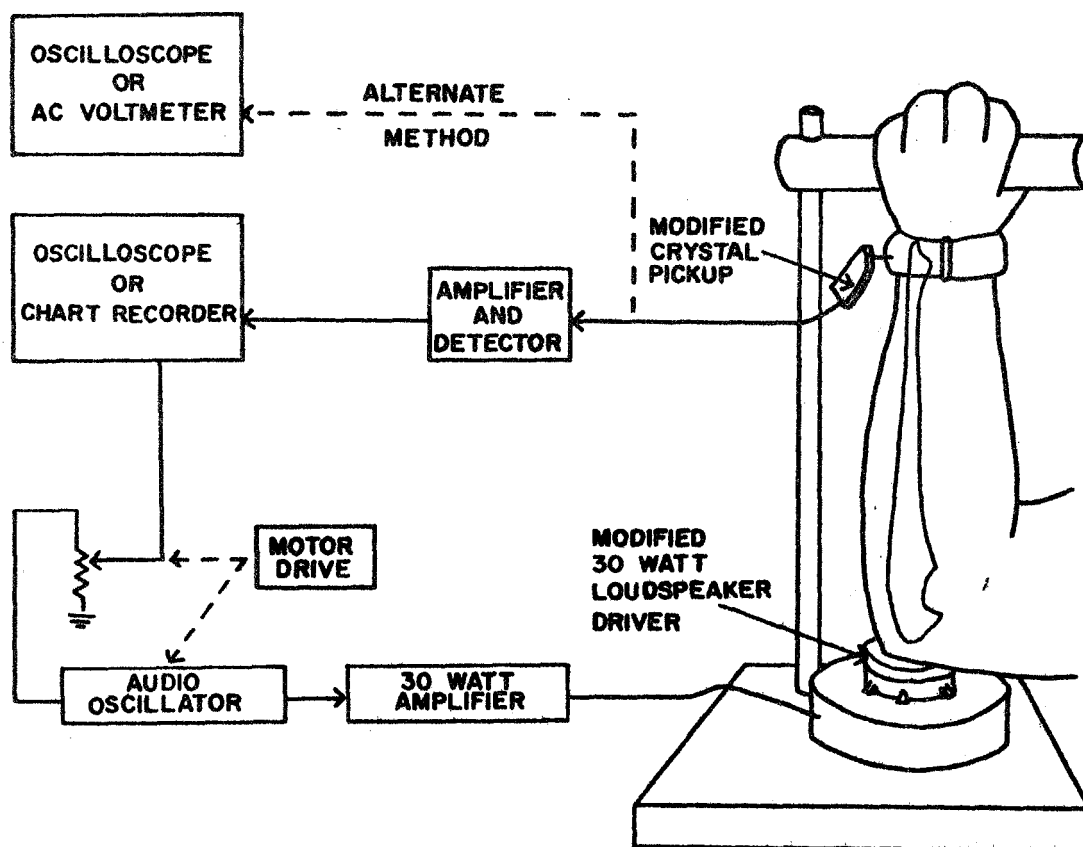 OSCILLOSCOPE
OR
AC VOLTMETER
ALTERNATE
METHOD
OSCILLOSCOPE
OR
CHART RECORDER
AMPLIFIER
AND
DETECTOR
MODIFIED
CRYSTAL
PICKUP
MOTOR
DRIVE
MODIFIED
30 WATT
LOUDSPEAKER
DRIVER
AUDIO
OSCILLATOR
30 WATT
AMPLIFIER